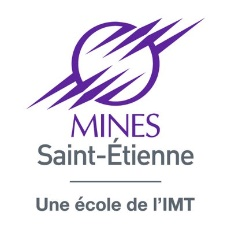 MINES
Saint-Étienne
Une école de l'IMT